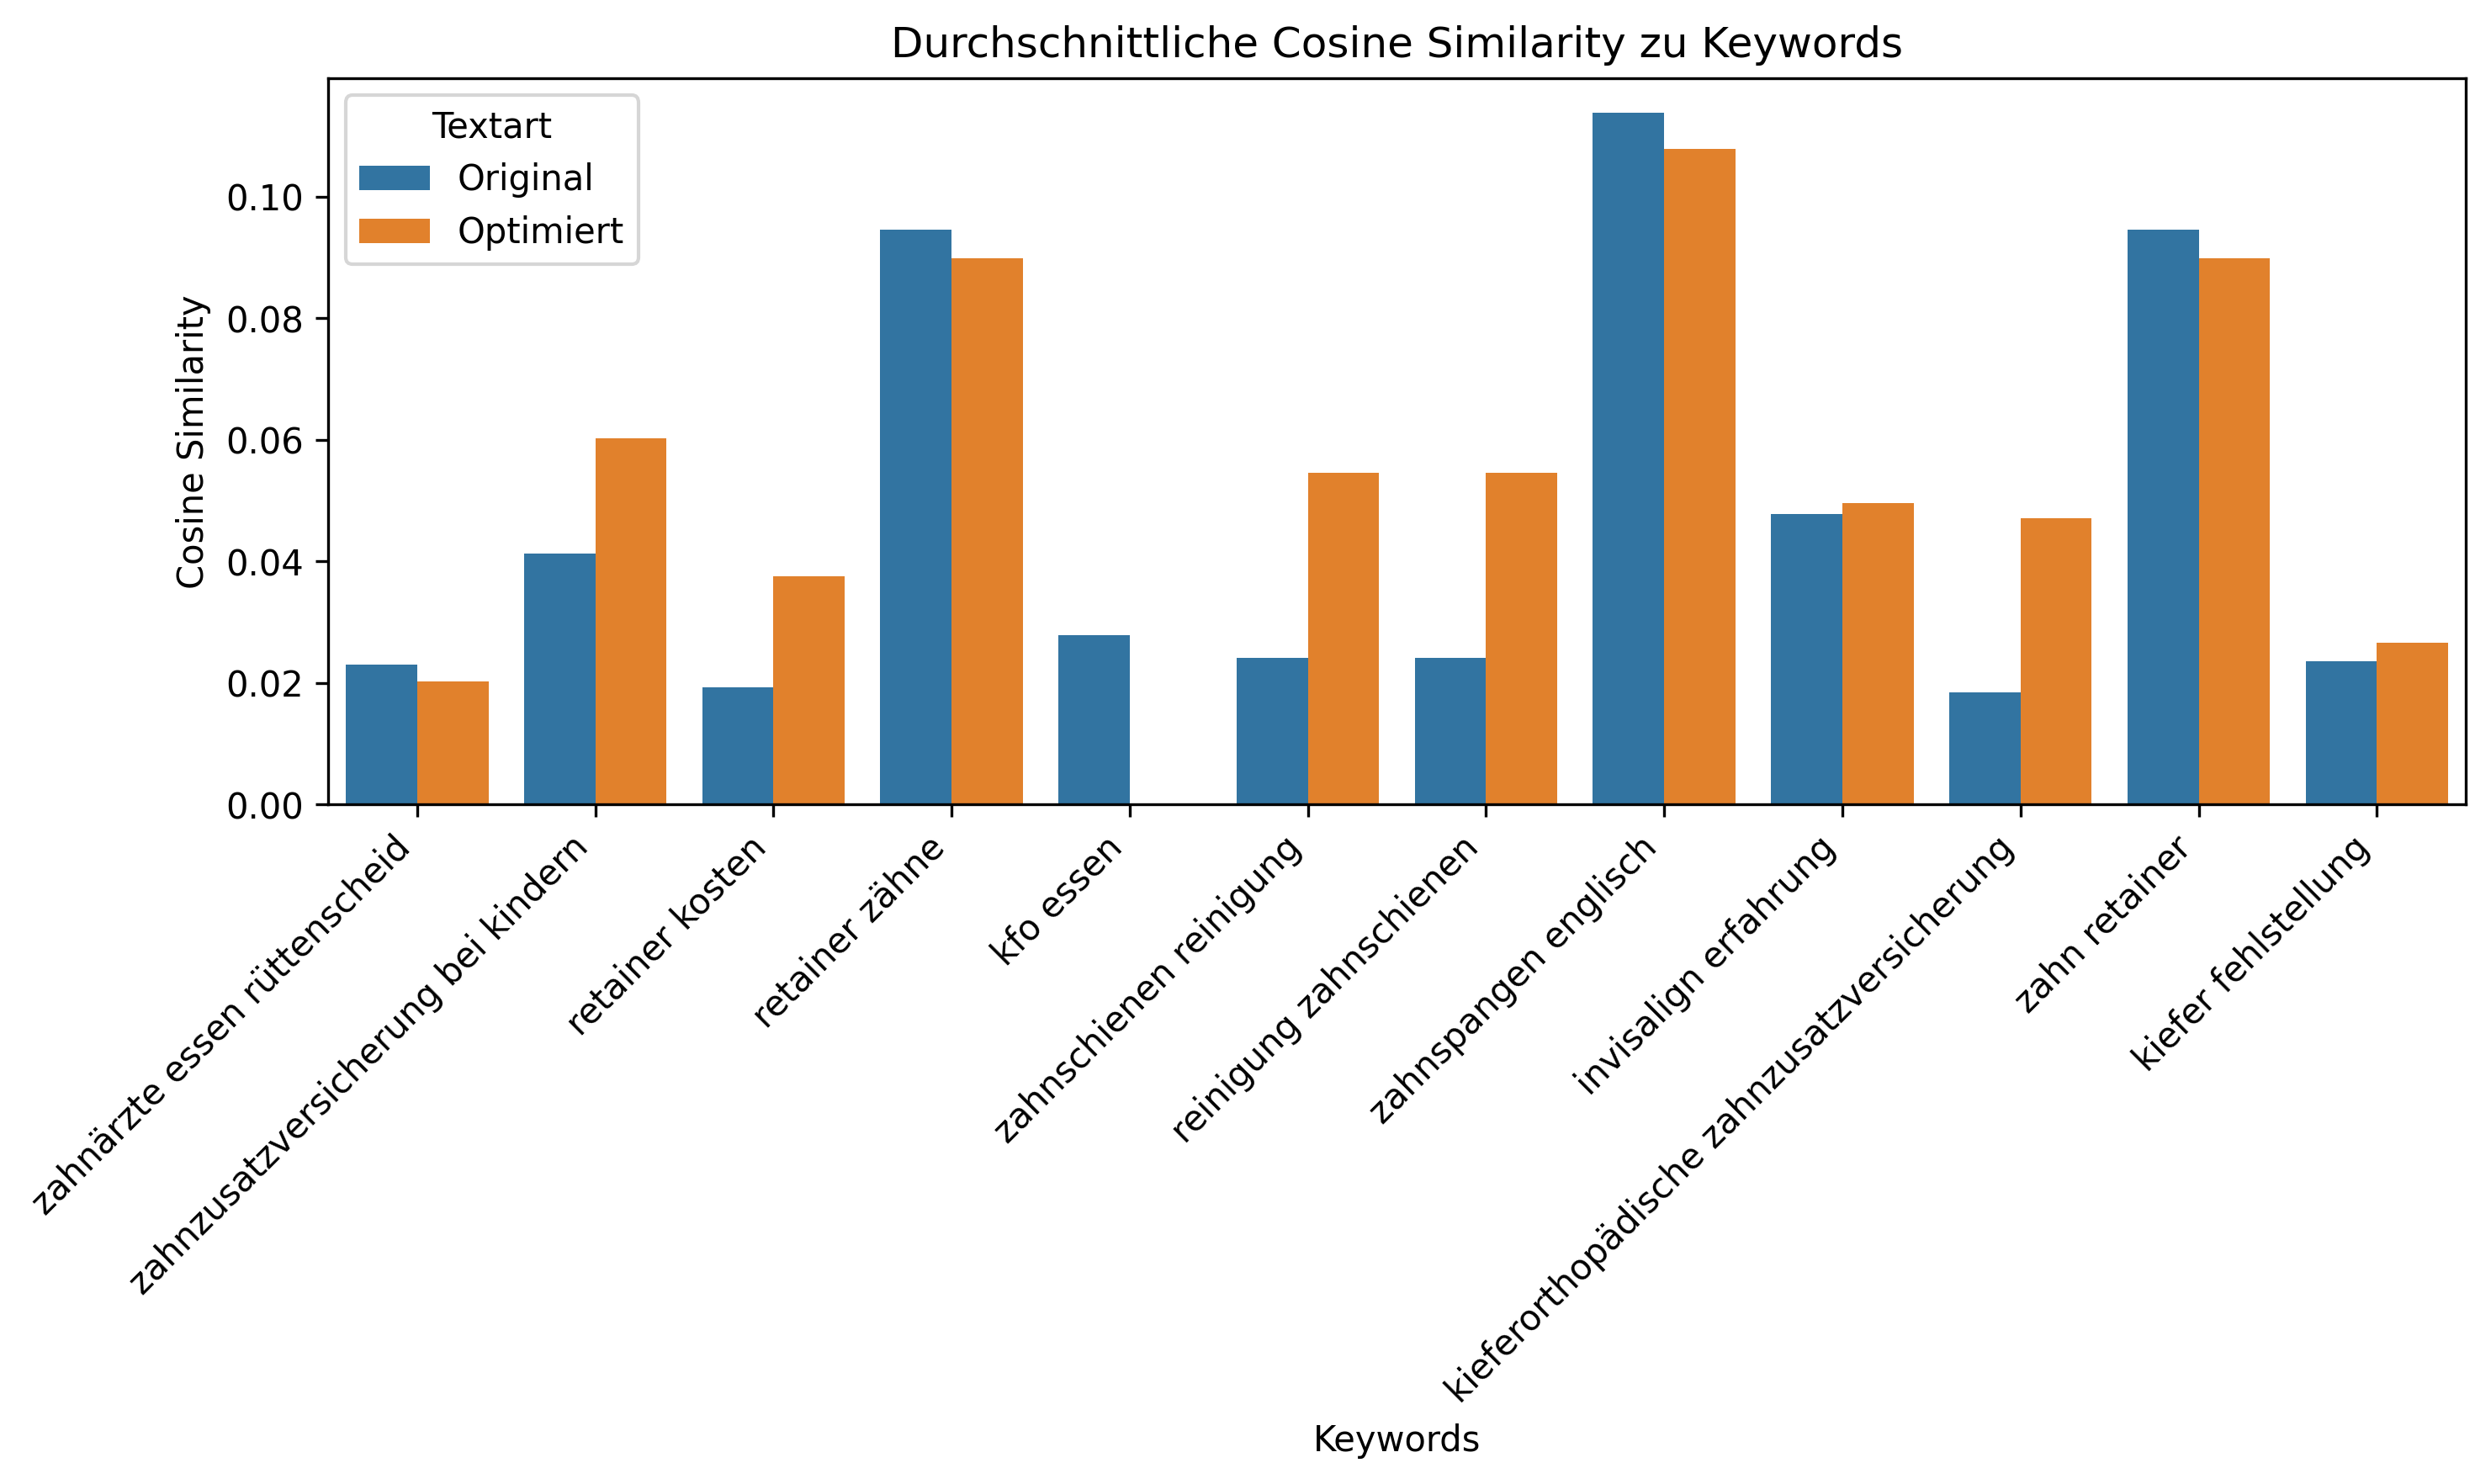 Durchschnittliche Cosine Similarity zu Keywords
Textart
Original
Optimiert
Cosine Similarity
0.10
0.08
0.06
0.04
0.02
0.00
zahnärzte essen rüttenscheid
zahnzusatzversicherung bei kindern
retainer kosten
retainer zähne
kfo essen
zahnschienen reinigung
reinigung zahnschienen
zahnspangen englisch
invisalign erfahrung
kieferorthopädische zahnzusatzversicherung
zahn retainer
kiefer fehlstellung
Keywords